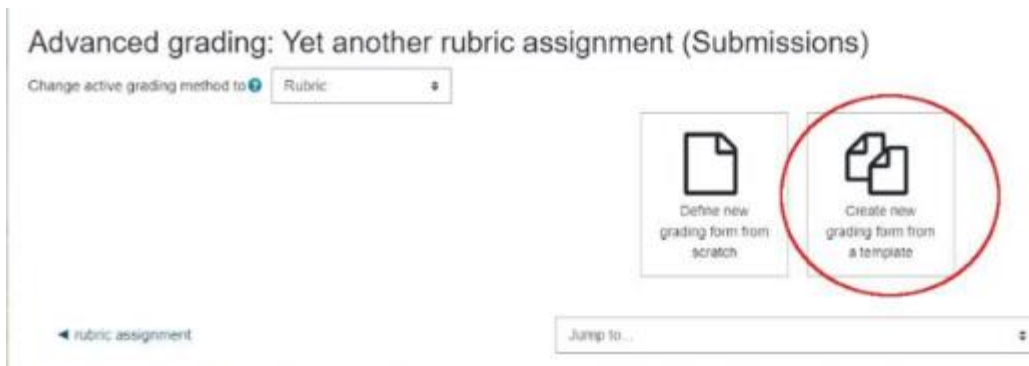 Advanced grading: Yet another rubric assignment (Submissions)
Change active grading method to
Rubric
Define new
grading form from
scratch
Create new
grading form from
a template
◄ rubric assignment
Jump to...